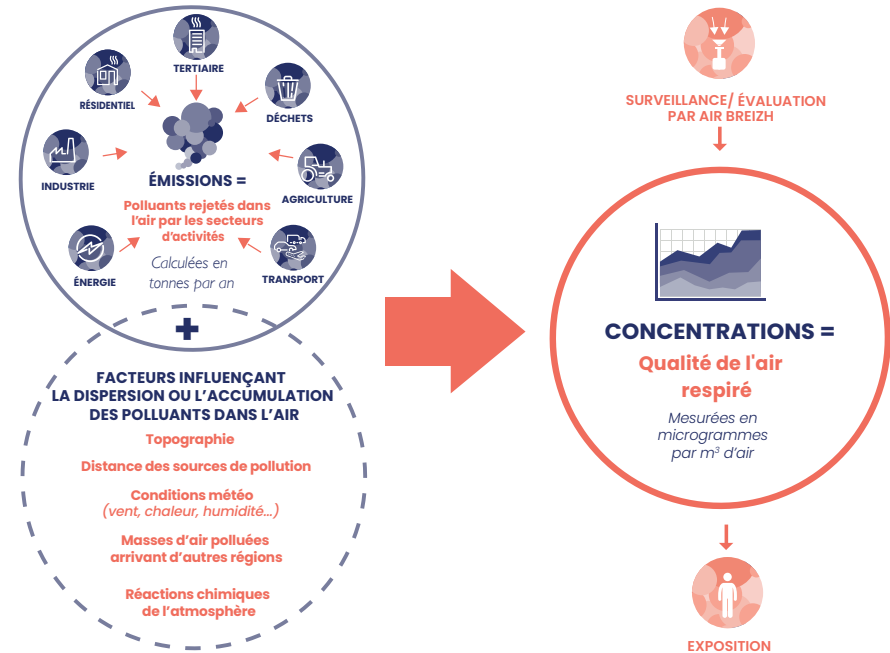 TERTIAIRE
RÉSIDENTIEL
DÉCHETS
INDUSTRIE
AGRICULTURE
ÉNERGIE
TRANSPORT
ÉMISSIONS =
Polluants rejetés dans
l'air par les secteurs
d'activités
Calculées en
tonnes par an
+
FACTEURS INFLUENÇANT
LA DISPERSION OU L'ACCUMULATION
DES POLLUANTS DANS L'AIR
Topographie
Distance des sources de pollution
Conditions météo
(vent, chaleur, humidité...)
Masses d'air polluées
arrivant d'autres régions
Réactions chimiques
de l'atmosphère
SURVEILLANCE/ ÉVALUATION
PAR AIR BREIZH
CONCENTRATIONS =
Qualité de l'air
respiré
Mesurées en
microgrammes
par m³ d'air
EXPOSITION